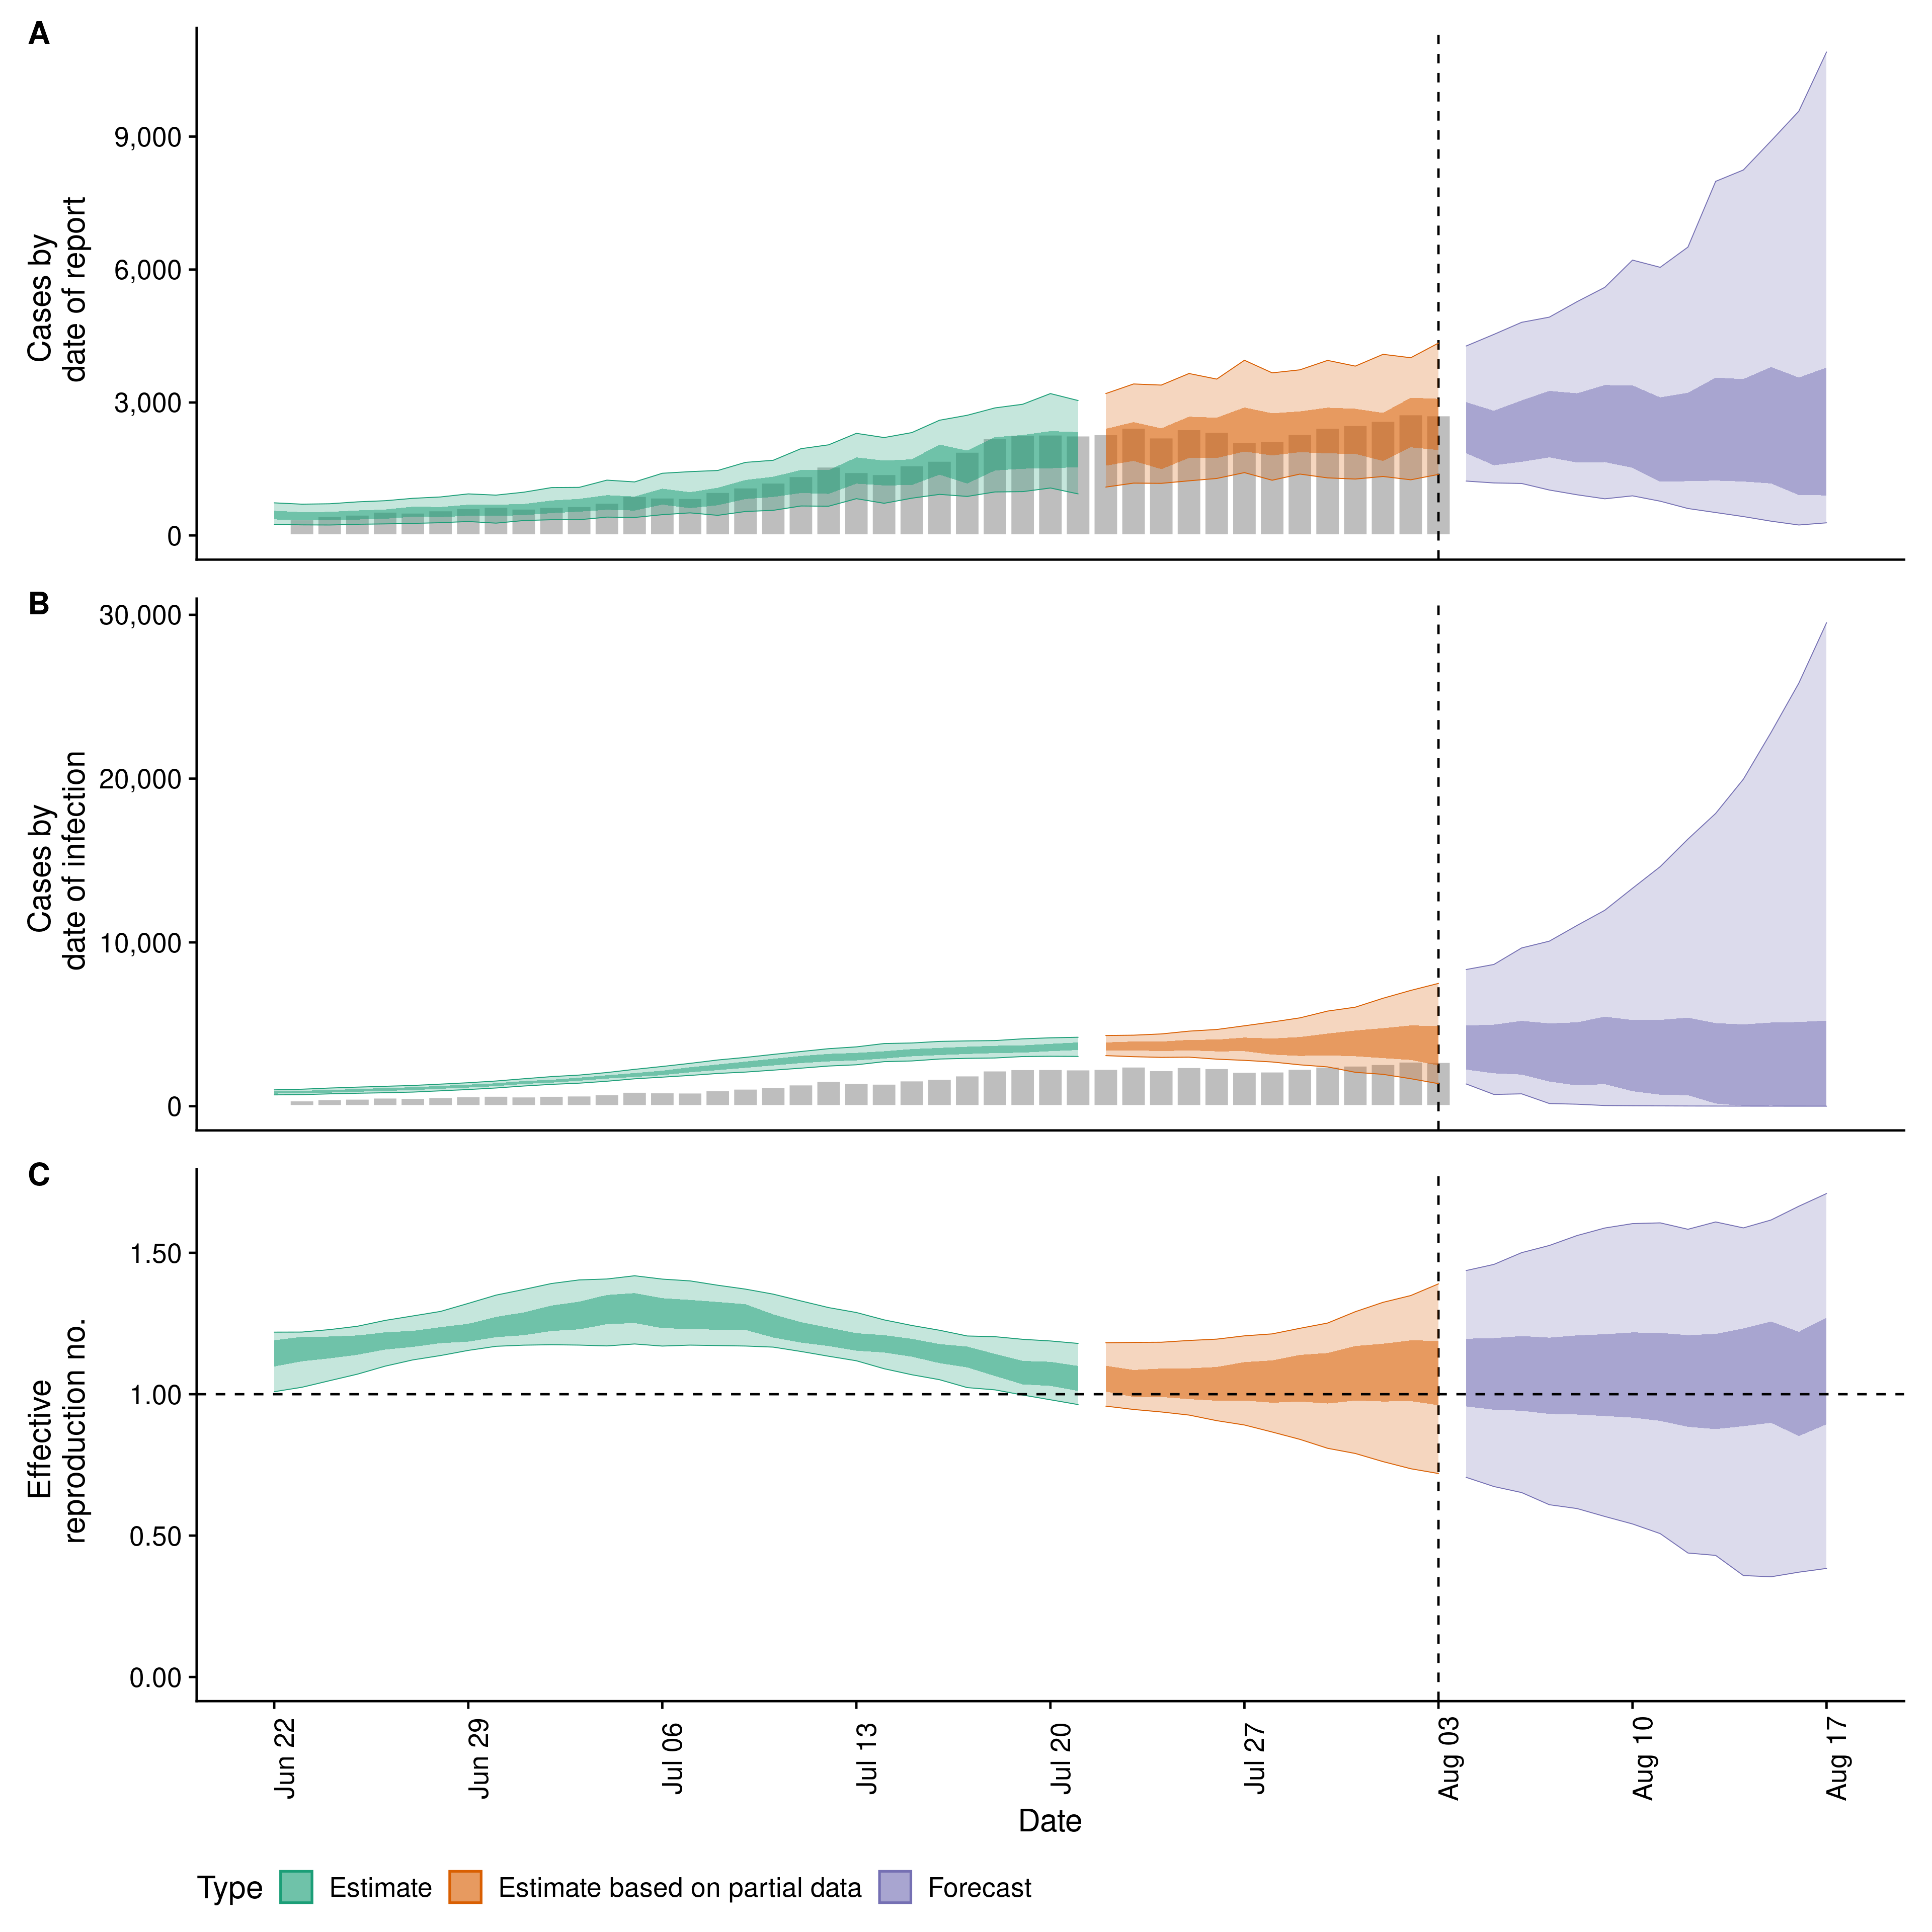 A
Cases by
date of report
9,000
6,000
3,000
0
B
Cases by
date of infection
30,000
20,000
10,000
0
C
Effective
reproduction no.
1.50
1.00
0.50
0.00
Jun 22
Jun 29
Jul 06
Jul 13
Jul 20
Jul 27
Aug 03
Aug 10
Aug 17
Date
Type Estimate Estimate based on partial data Forecast